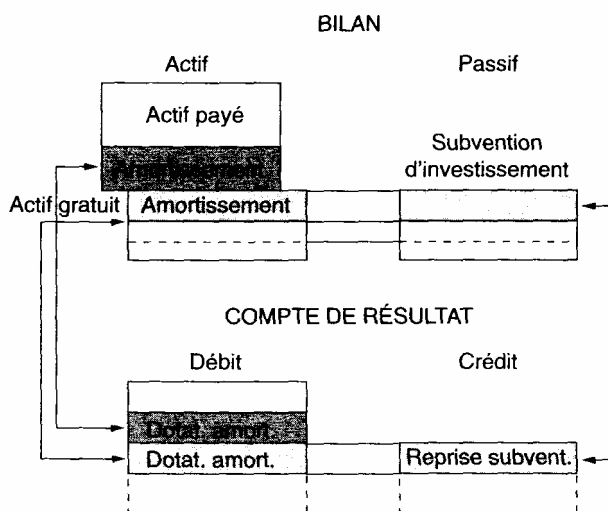 BILAN
Actif
Passif
Actif payé
Amortissement
Subvention
d'investissement
Actif gratuit
Amortissement
COMPTE DE RÉSULTAT
Débit
Crédit
Dotat. amort.
Dotat. amort.
Reprise subvent.